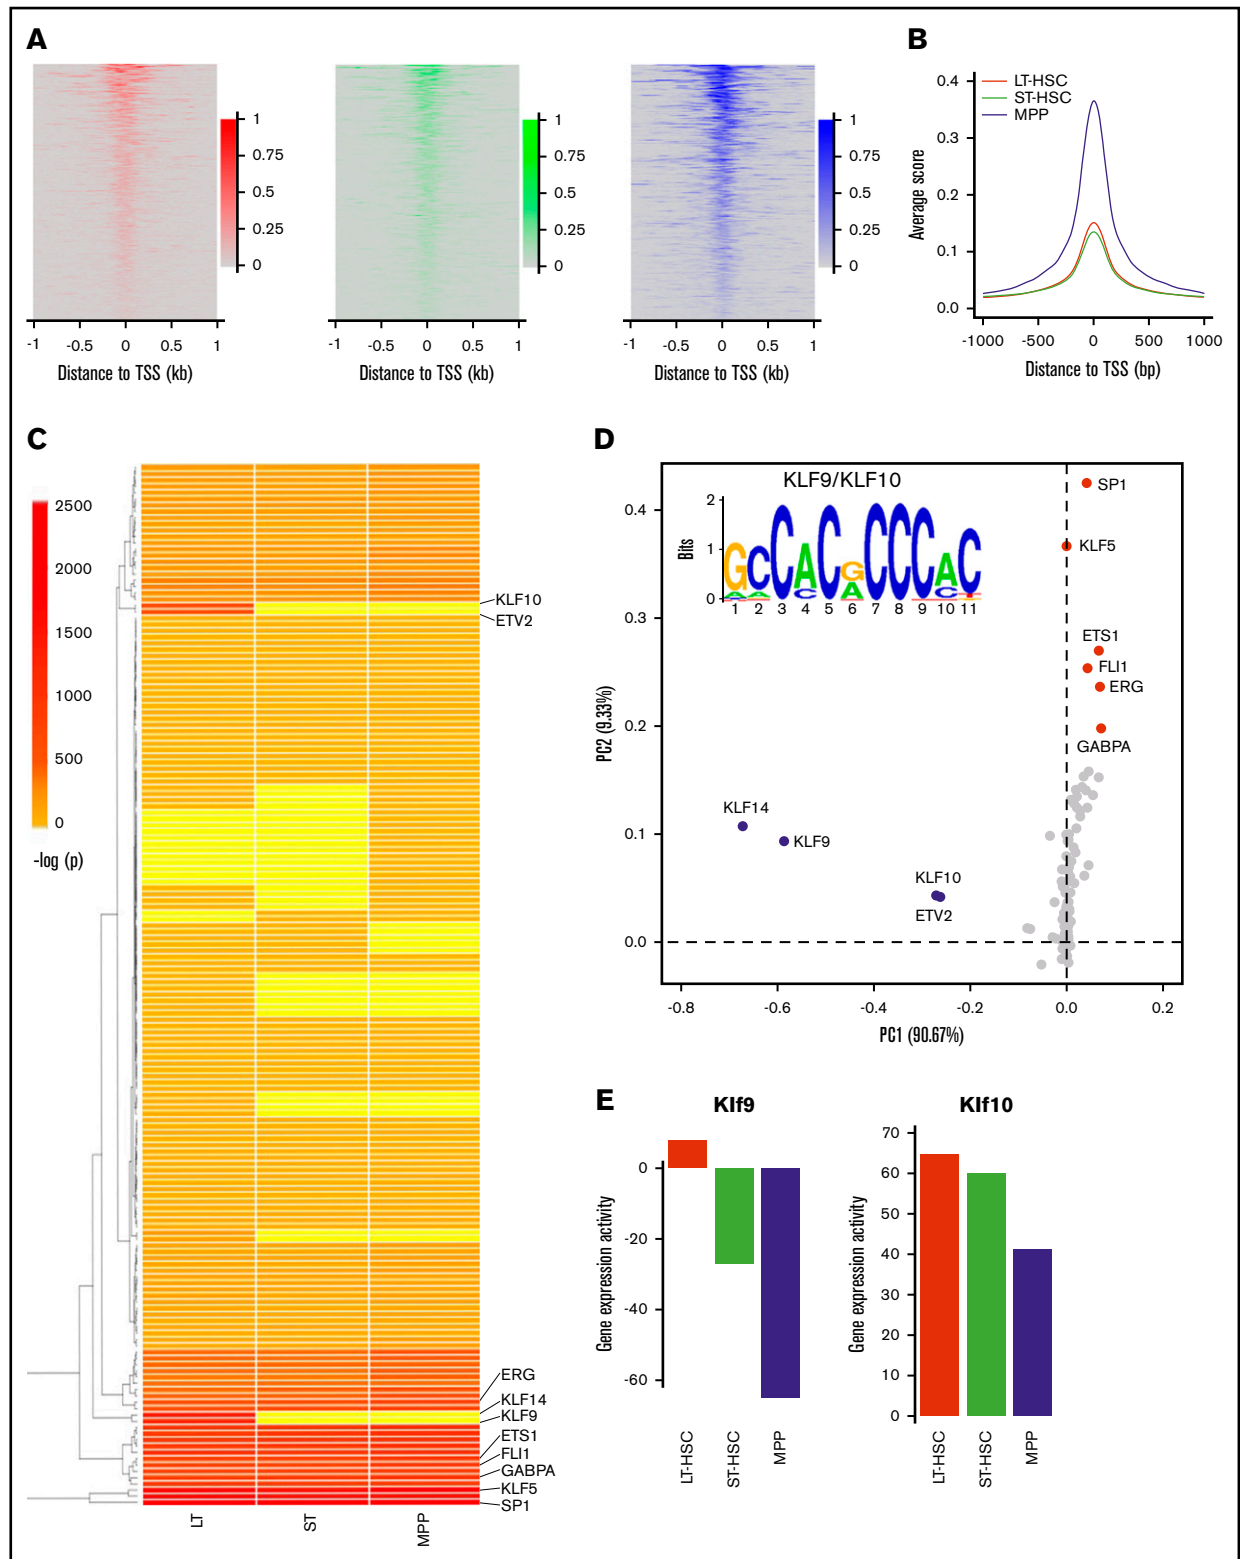 A
1
0.75
0.5
0.25
0
-1 -0.5 0 0.5 1
Distance to TSS (kb)
1
0.75
0.5
0.25
0
-1 -0.5 0 0.5 1
Distance to TSS (kb)
1
0.75
0.5
0.25
0
-1 -0.5 0 0.5 1
Distance to TSS (kb)
B
LT-HSC
ST-HSC
MPP
Average score
0.4
0.3
0.2
0.1
0.0
-1000 -500 0 500 1000
Distance to TSS (bp)
C
2500
2000
1500
1000
500
0
-log (p)
KLF10
ETV2
ERG
KLF14
KLF9
ETS1
FLI1
GABPA
KLF5
SP1
LT ST MPP
D
KLF9/KLF10
Bits
2
1
0
1 2 3 4 5 6 7 8 9 10 11
SP1
KLF5
ETS1
FLI1
ERG
GABPA
KLF14
KLF9
KLF10
ETV2
PC2 (9.33%)
0.4
0.3
0.2
0.1
0.0
-0.8 -0.6 -0.4 -0.2 0.0 0.2
PC1 (90.67%)
E
Klf9
Gene expression activity
0
-20
-40
-60
LT-HSC ST-HSC MPP
Klf10
Gene expression activity
70
60
50
40
30
20
10
0
LT-HSC ST-HSC MPP